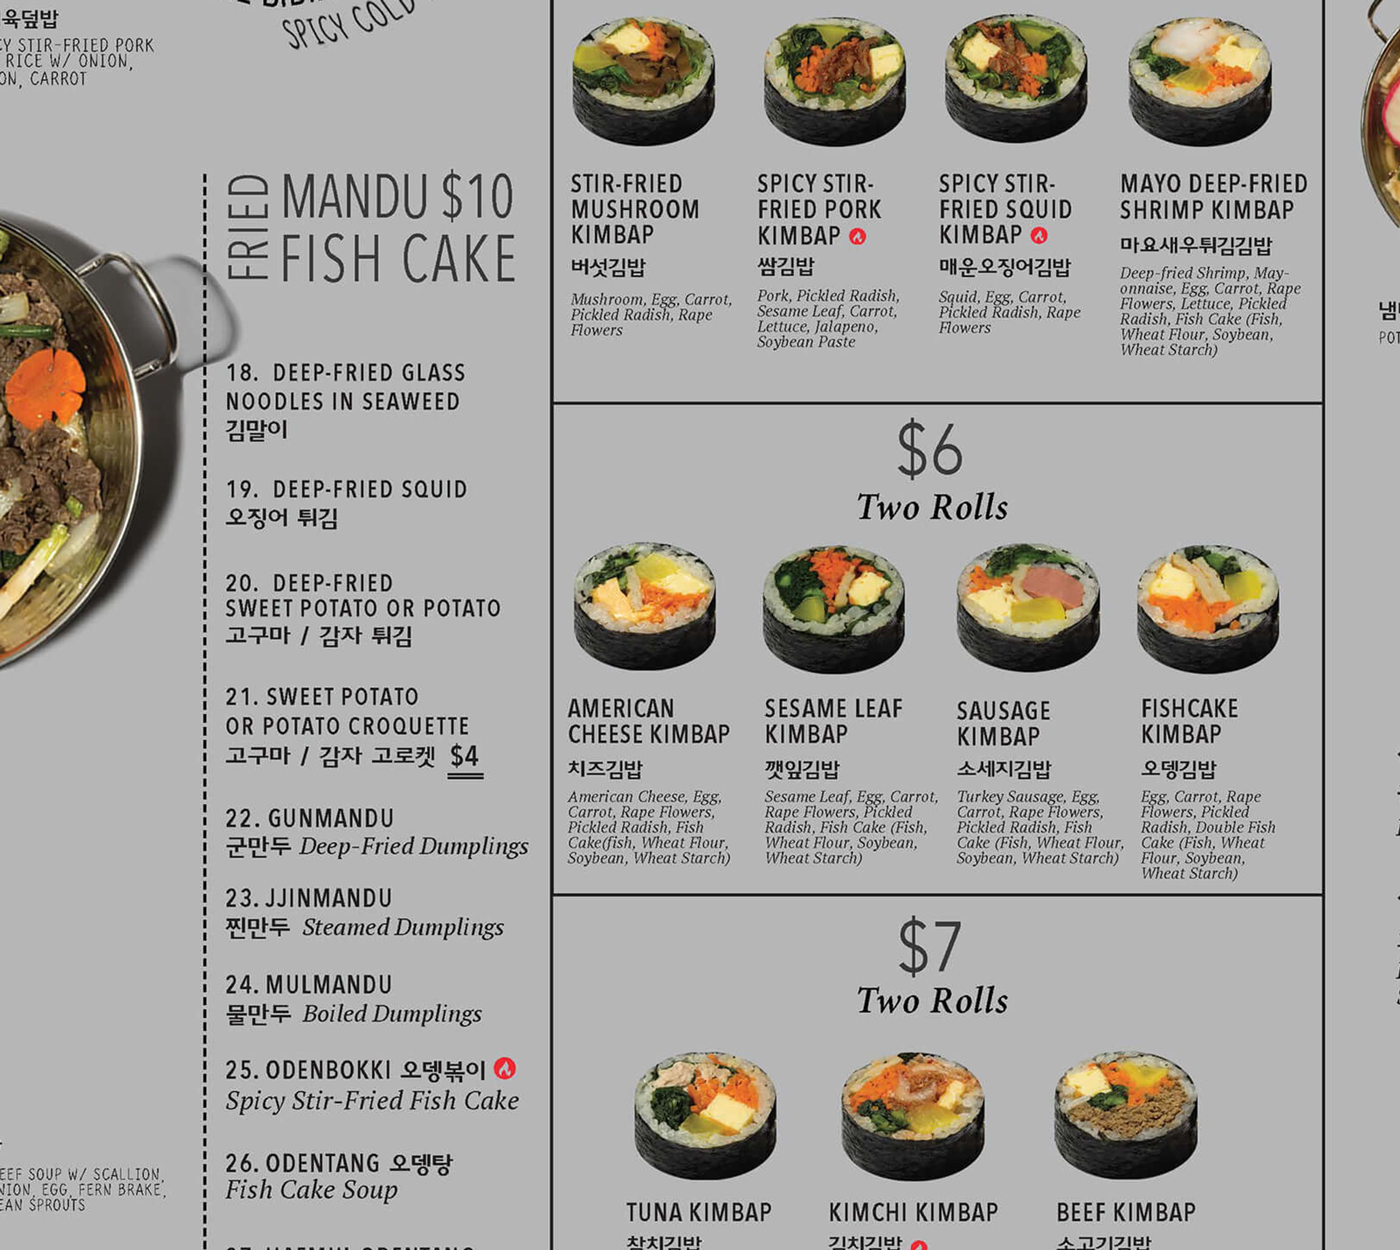 육덮밥
CY STIR-FRIED PORK
RICE W/ ONION,
ON, CARROT
SPICY COLD
FRIED
MANDU $10
FISH CAKE
18. DEEP-FRIED GLASS
NOODLES IN SEAWEED
김말이
19. DEEP-FRIED SQUID
오징어 튀김
20. DEEP-FRIED
SWEET POTATO OR POTATO
고구마 / 감자 튀김
21. SWEET POTATO
OR POTATO CROQUETTE
고구마 / 감자 고로켓 $4
22. GUNMANDU
군만두 Deep-Fried Dumplings
23. JJINMANDU
찐만두 Steamed Dumplings
24. MULMANDU
물만두 Boiled Dumplings
25. ODENBOKKI 오뎅볶이
Spicy Stir-Fried Fish Cake
26. ODENTANG 오뎅탕
Fish Cake Soup
EEF SOUP W/ SCALLION,
NION, EGG, FERN BRAKE,
EAN SPROUTS
STIR-FRIED
MUSHROOM
KIMBAP
버섯김밥
Mushroom, Egg, Carrot,
Pickled Radish, Rape
Flowers
SPICY STIR-
FRIED PORK
KIMBAP
쌈김밥
Pork, Pickled Radish,
Sesame Leaf, Carrot,
Lettuce, Jalapeno,
Soybean Paste
SPICY STIR-
FRIED SQUID
KIMBAP
매운오징어김밥
Squid, Egg, Carrot,
Pickled Radish, Rape
Flowers
MAYO DEEP-FRIED
SHRIMP KIMBAP
마요새우튀김김밥
Deep-fried Shrimp, May-
onnaise, Egg, Carrot, Rape
Flowers, Lettuce, Pickled
Radish, Fish Cake (Fish,
Wheat Flour, Soybean,
Wheat Starch)
$6
Two Rolls
AMERICAN
CHEESE KIMBAP
치즈김밥
American Cheese, Egg,
Carrot, Rape Flowers,
Pickled Radish, Fish
Cake(fish, Wheat Flour,
Soybean, Wheat Starch)
SESAME LEAF
KIMBAP
깻잎김밥
Sesame Leaf, Egg, Carrot,
Rape Flowers, Pickled
Radish, Fish Cake (Fish,
Wheat Flour, Soybean,
Wheat Starch)
SAUSAGE
KIMBAP
소세지김밥
Turkey Sausage, Egg,
Carrot, Rape Flowers,
Pickled Radish, Fish
Cake (Fish, Wheat Flour,
Soybean, Wheat Starch)
FISHCAKE
KIMBAP
오뎅김밥
Egg, Carrot, Rape
Flowers, Pickled
Radish, Double Fish
Cake (Fish, Wheat
Flour, Soybean,
Wheat Starch)
$7
Two Rolls
TUNA KIMBAP
참치김밥
KIMCHI KIMBAP
김치김밥
BEEF KIMBAP
소고기김밥
POT